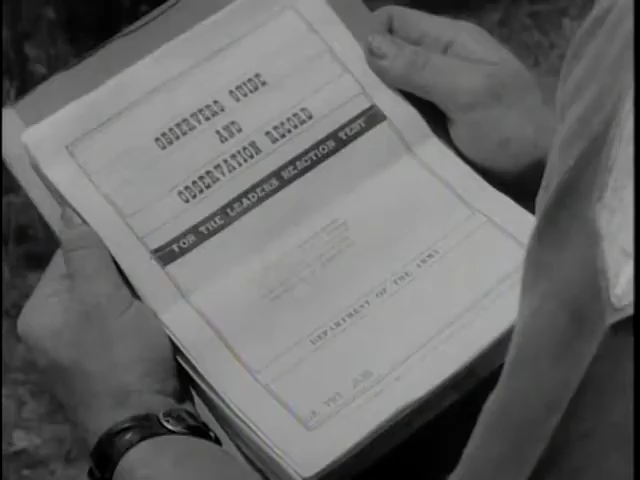 OBSERVERS GUIDE
AND
OBSERVATION RECORD
FOR THE LEADERS REACTION TEST
DEPARTMENT OF THE ARMY